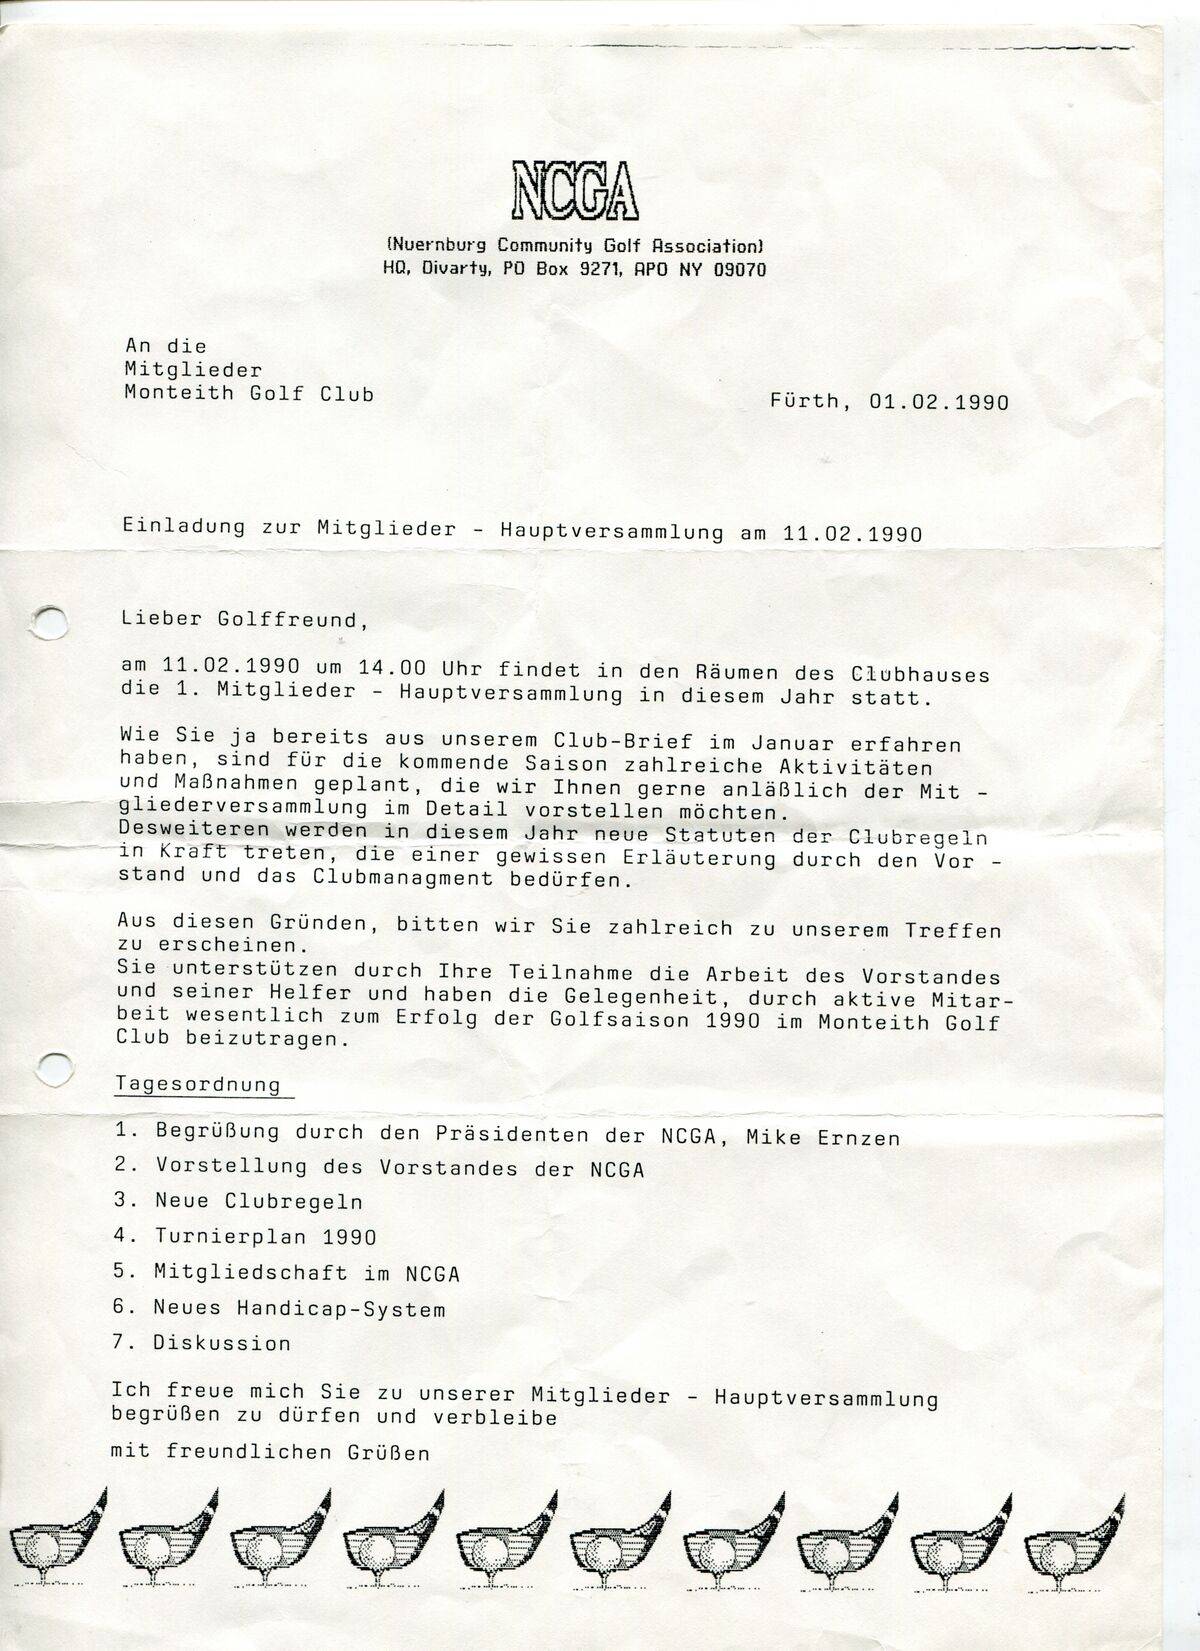 NCGA
(Nuernburg Community Golf Association)
HQ, Divarty, PO Box 9271, APO NY 09070
An die
Mitglieder
Monteith Golf Club
Fürth, 01.02.1990
Einladung zur Mitglieder - Hauptversammlung am 11.02.1990
Lieber Golffreund,
am 11.02.1990 um 14.00 Uhr findet in den Räumen des Clubhauses
die 1. Mitglieder - Hauptversammlung in diesem Jahr statt.
Wie Sie ja bereits aus unserem Club-Brief im Januar erfahren
haben, sind für die kommende Saison zahlreiche Aktivitäten
und Maßnahmen geplant, die wir Ihnen gerne anläßlich der Mit -
gliederversammlung im Detail vorstellen möchten.
Desweiteren werden in diesem Jahr neue Statuten der Clubregeln
in Kraft treten, die einer gewissen Erläuterung durch den Vor -
stand und das Clubmanagment bedürfen.
Aus diesen Gründen, bitten wir Sie zahlreich zu unserem Treffen
zu erscheinen.
Sie unterstützen durch Ihre Teilnahme die Arbeit des Vorstandes
und seiner Helfer und haben die Gelegenheit, durch aktive Mitar-
beit wesentlich zum Erfolg der Golfsaison 1990 im Monteith Golf
Club beizutragen.
Tagesordnung
1. Begrüßung durch den Präsidenten der NCGA, Mike Ernzen
2. Vorstellung des Vorstandes der NCGA
3. Neue Clubregeln
4. Turnierplan 1990
5. Mitgliedschaft im NCGA
6. Neues Handicap-System
7. Diskussion
Ich freue mich Sie zu unserer Mitglieder - Hauptversammlung
begrüßen zu dürfen und verbleibe
mit freundlichen Grüßen